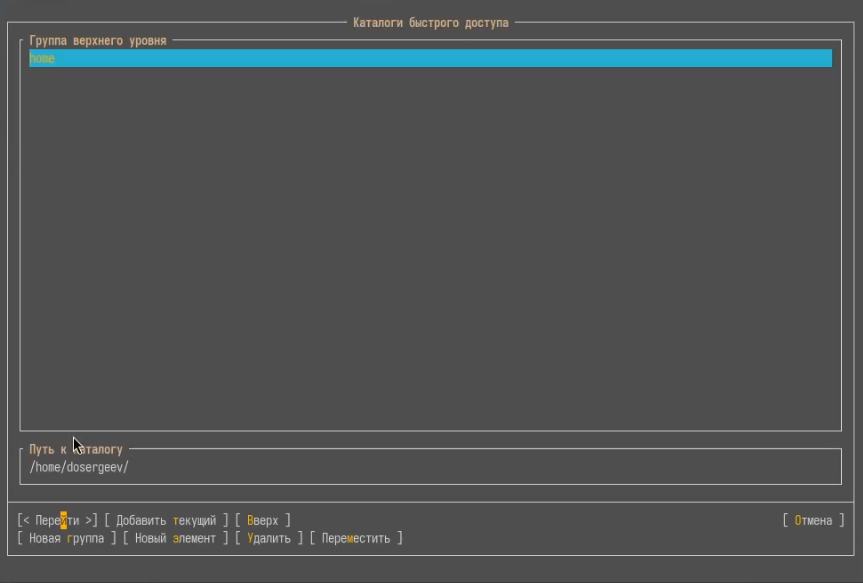 Каталоги быстрого доступа
Группа верхнего уровня
home
Путь к каталогу
/home/dosergeev/
[< Перейти >] [ Добавить текущий ] [ Вверх ] [ Отмена ]
[ Новая группа ] [ Новый элемент ] [ Удалить ] [ Переместить ]